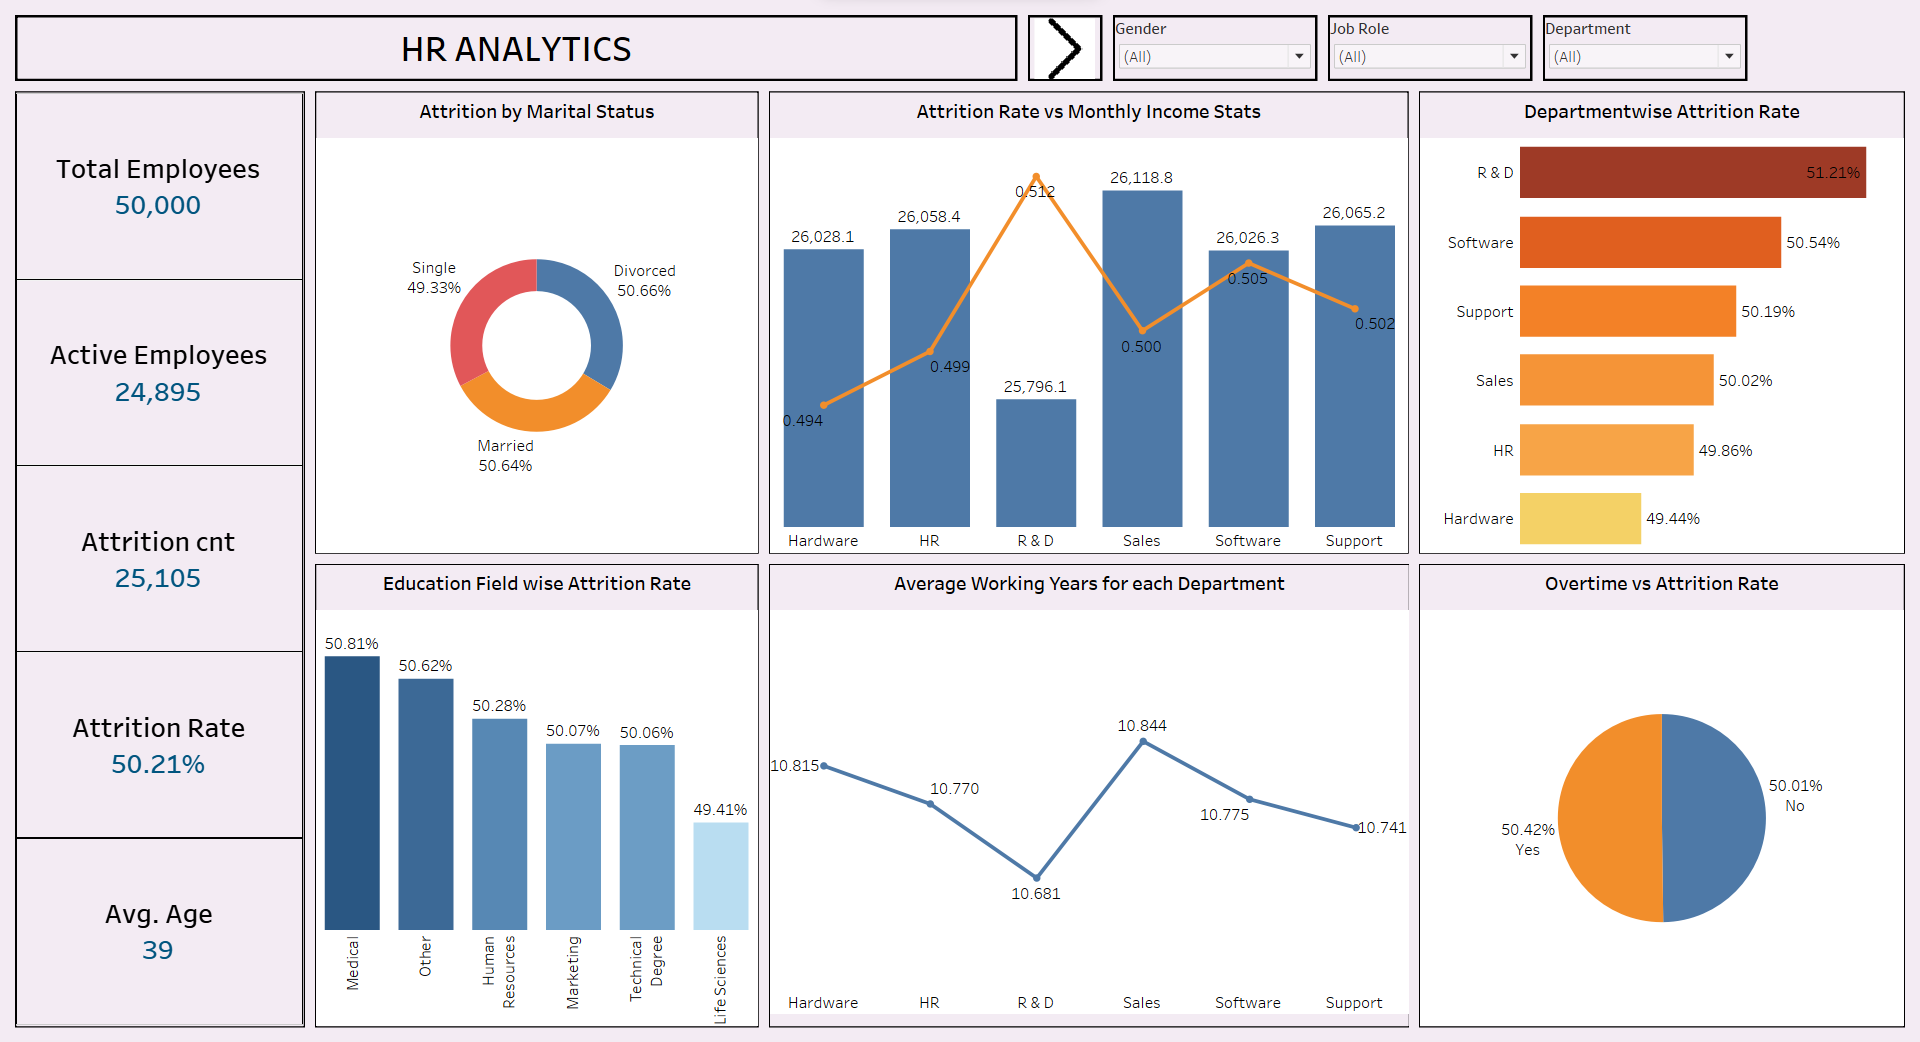 HR ANALYTICS
Gender
(All)
Job Role
(All)
Department
(All)
Total Employees
50,000
Active Employees
24,895
Attrition cnt
25,105
Attrition Rate
50.21%
Avg. Age
39
Attrition by Marital Status
Single
49.33%
Divorced
50.66%
Married
50.64%
Attrition Rate vs Monthly Income Stats
26,028.1
26,058.4
25,796.1
26,118.8
26,026.3
26,065.2
0.494
0.499
0.512
0.500
0.505
0.502
Hardware
HR
R & D
Sales
Software
Support
Departmentwise Attrition Rate
R & D
51.21%
Software
50.54%
Support
50.19%
Sales
50.02%
HR
49.86%
Hardware
49.44%
Education Field wise Attrition Rate
50.81%
50.62%
50.28%
50.07%
50.06%
49.41%
Medical
Other
Human
Resources
Marketing
Technical
Degree
Life Sciences
Average Working Years for each Department
10.815
10.770
10.681
10.844
10.775
10.741
Hardware
HR
R & D
Sales
Software
Support
Overtime vs Attrition Rate
50.01%
No
50.42%
Yes